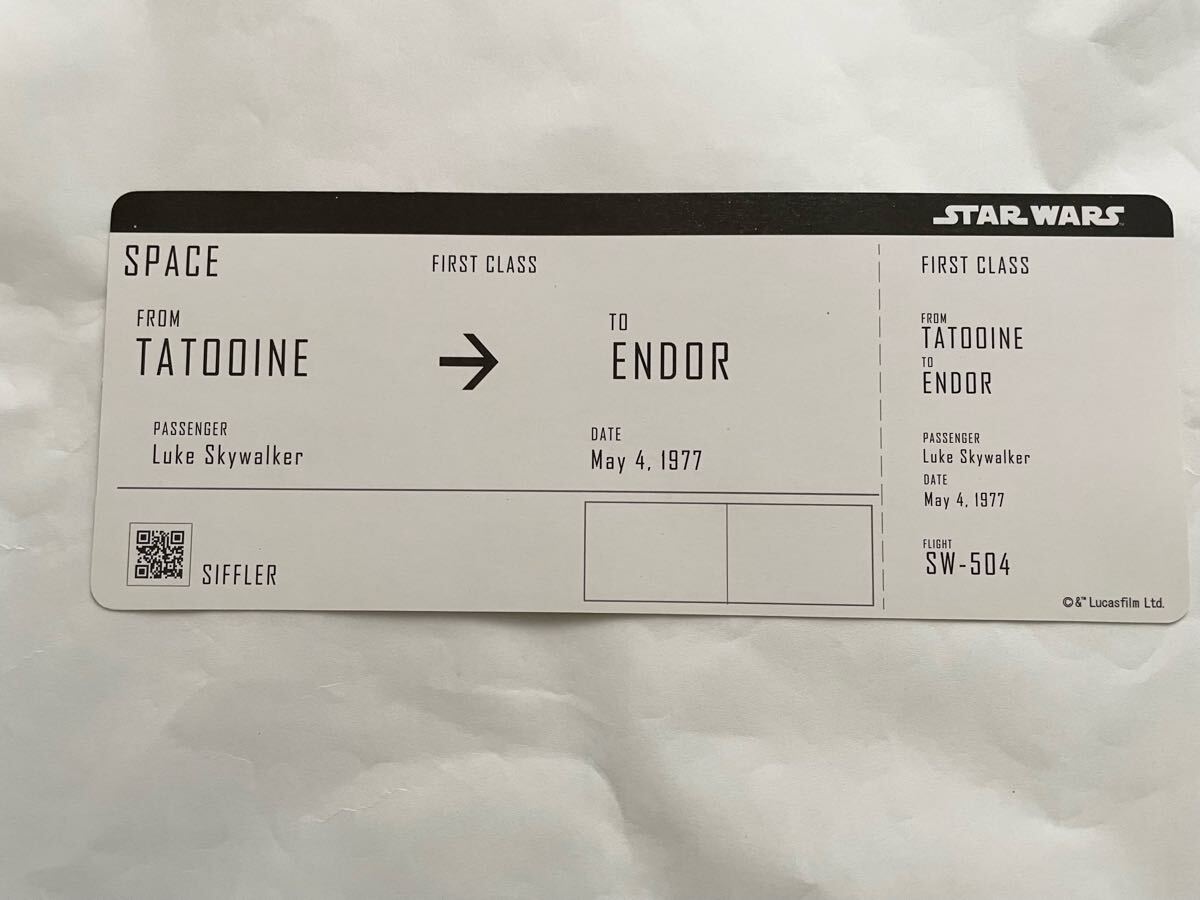 STAR WARS™
SPACE
FIRST CLASS
FROM
TATOOINE
→
TO
ENDOR
PASSENGER
Luke Skywalker
DATE
May 4, 1977
SIFFLER
FIRST CLASS
FROM
TATOOINE
TO
ENDOR
PASSENGER
Luke Skywalker
DATE
May 4, 1977
FLIGHT
SW-504
©&™ Lucasfilm Ltd.